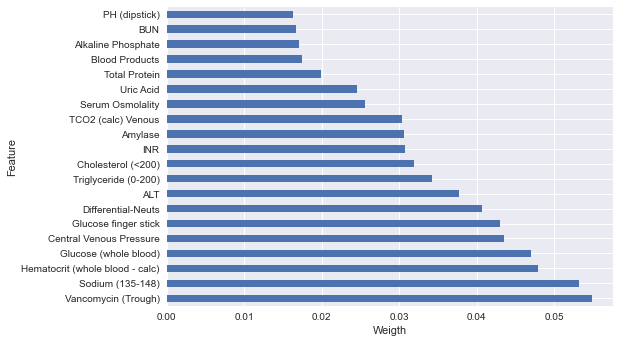 PH (dipstick)
BUN
Alkaline Phosphate
Blood Products
Total Protein
Uric Acid
Serum Osmolality
TCO2 (calc) Venous
Amylase
INR
Cholesterol (<200)
Triglyceride (0-200)
ALT
Differential-Neuts
Glucose finger stick
Central Venous Pressure
Glucose (whole blood)
Hematocrit (whole blood - calc)
Sodium (135-148)
Vancomycin (Trough)
Feature
0.00 0.01 0.02 0.03 0.04 0.05
Weigth